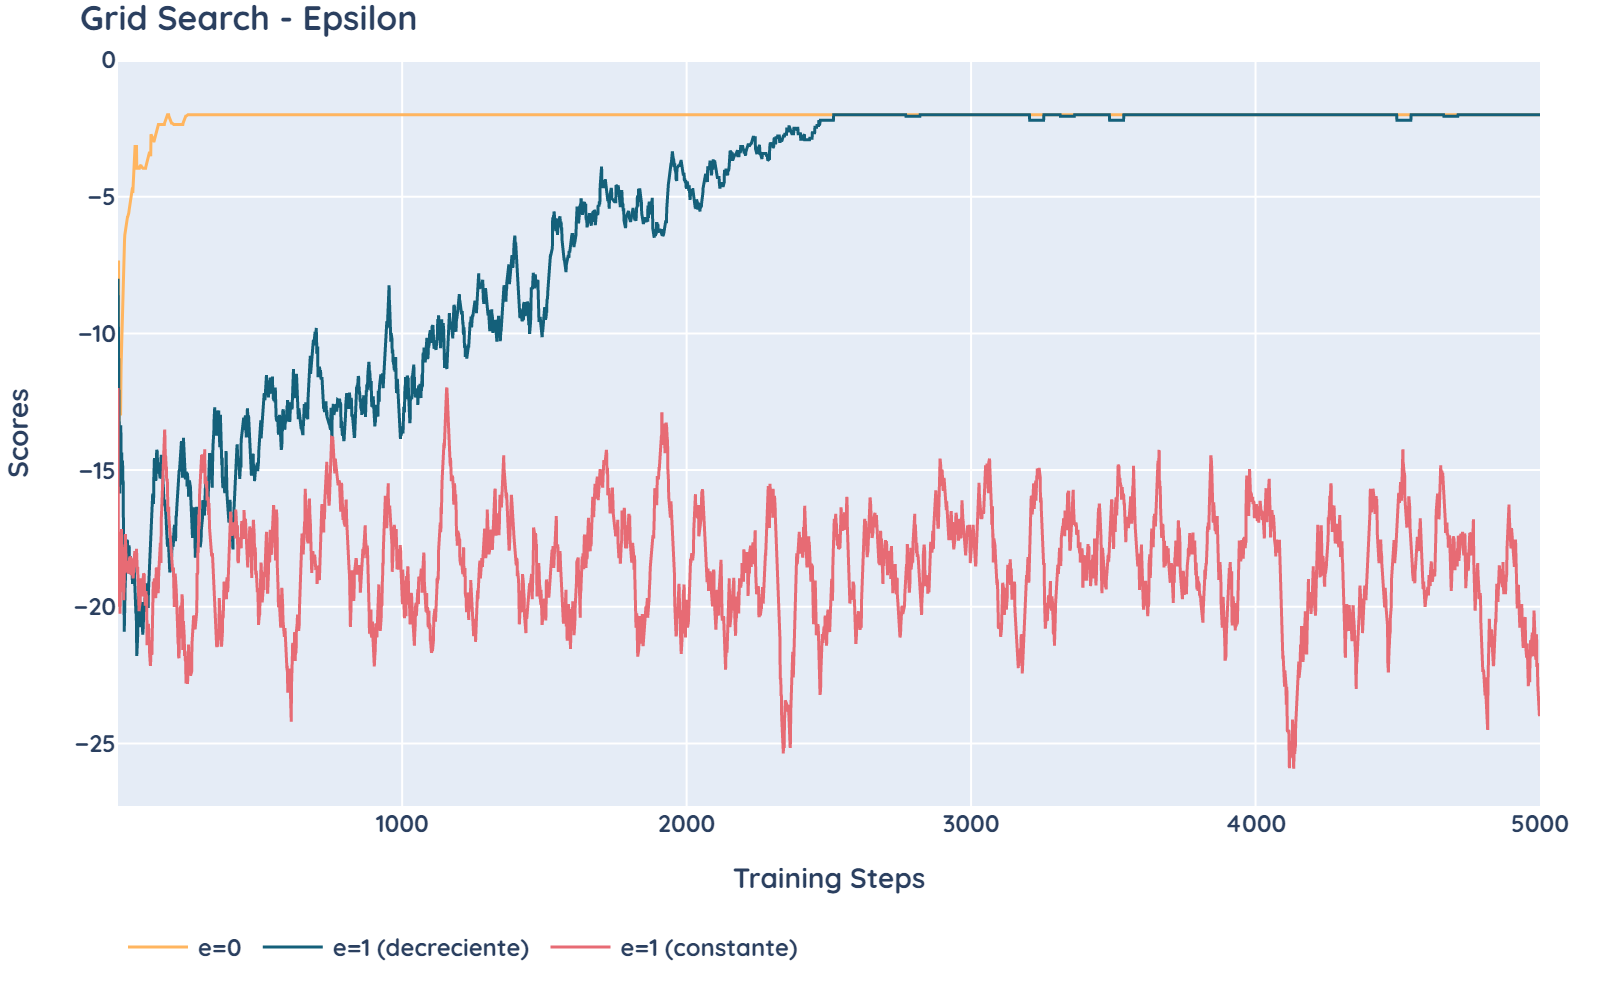 Grid Search - Epsilon
0
−5
−10
−15
−20
−25
Scores
1000
2000
3000
4000
5000
Training Steps
e=0
e=1 (decreciente)
e=1 (constante)